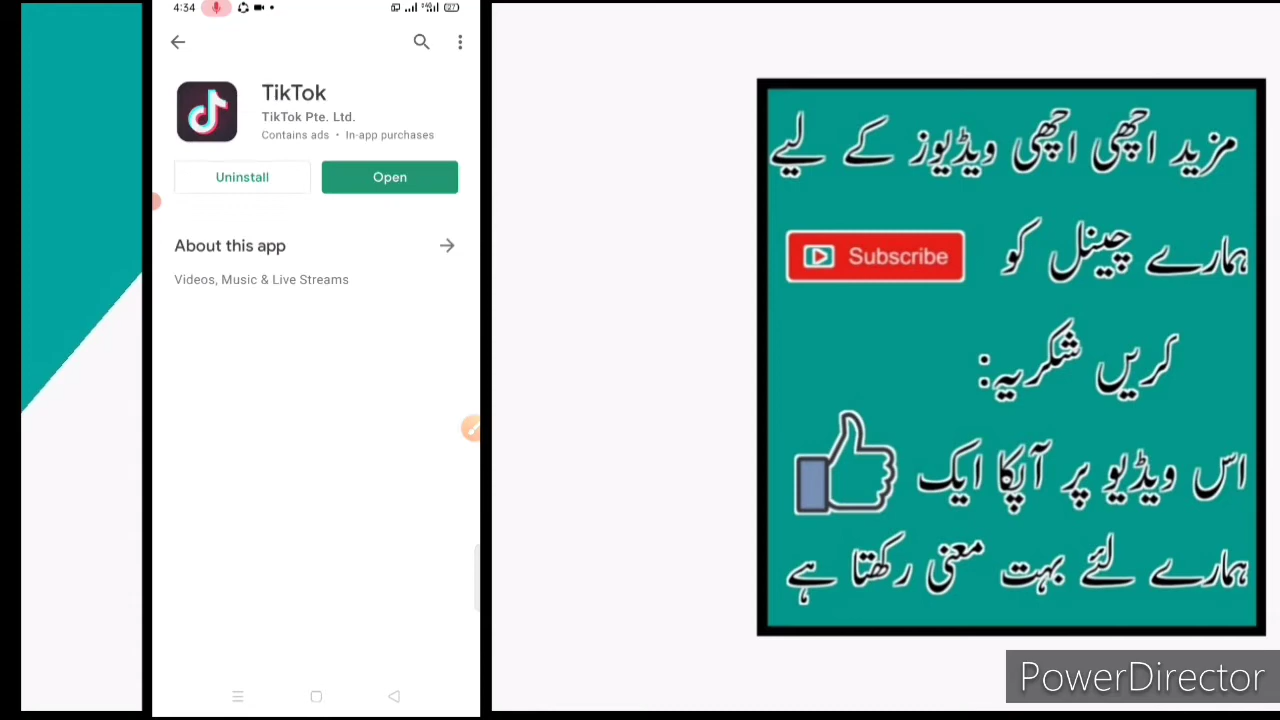 4:34
TikTok
TikTok Pte. Ltd.
Contains ads • In-app purchases
Uninstall
Open
About this app
Videos, Music & Live Streams
مزید اچھی اچھی ویڈیوز کے لیے
ہمارے چینل کو Subscribe
کریں شکریہ:
اس ویڈیو پر آپکا ایک
ہمارے لئے بہت معنی رکھتا ہے
PowerDirector